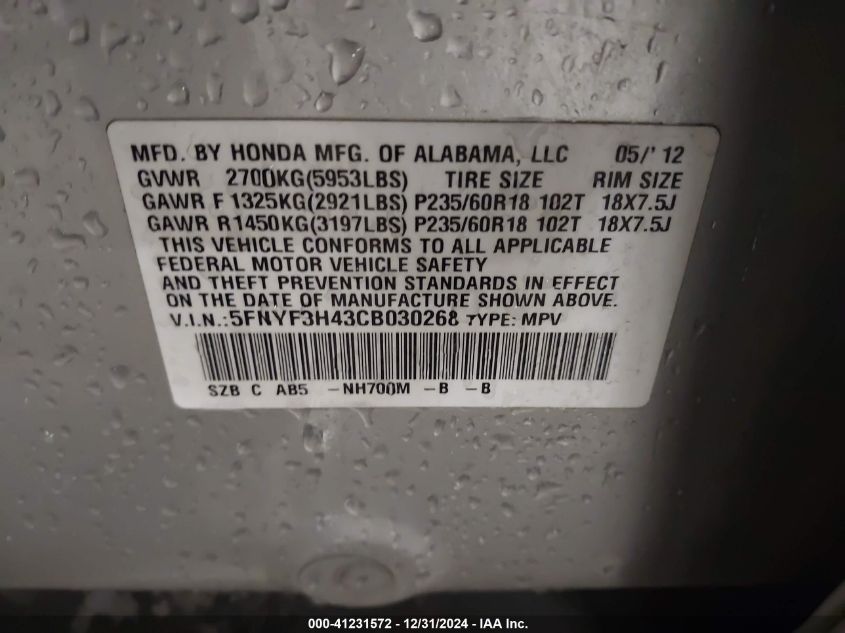 MFD. BY HONDA MFG. OF ALABAMA, LLC 05/' 12
GVWR 2700KG(5953LBS) TIRE SIZE RIM SIZE
GAWR F 1325KG(2921LBS) P235/60R18 102T 18X7.5J
GAWR R1450KG(3197LBS) P235/60R18 102T 18X7.5J
THIS VEHICLE CONFORMS TO ALL APPLICABLE
FEDERAL MOTOR VEHICLE SAFETY
AND THEFT PREVENTION STANDARDS IN EFFECT
ON THE DATE OF MANUFACTURE SHOWN ABOVE.
V.I.N.:5FNYF3H43CB030268 TYPE: MPV
SZB C AB5 -NH700M -B -B
000-41231572 - 12/31/2024 - IAA Inc.